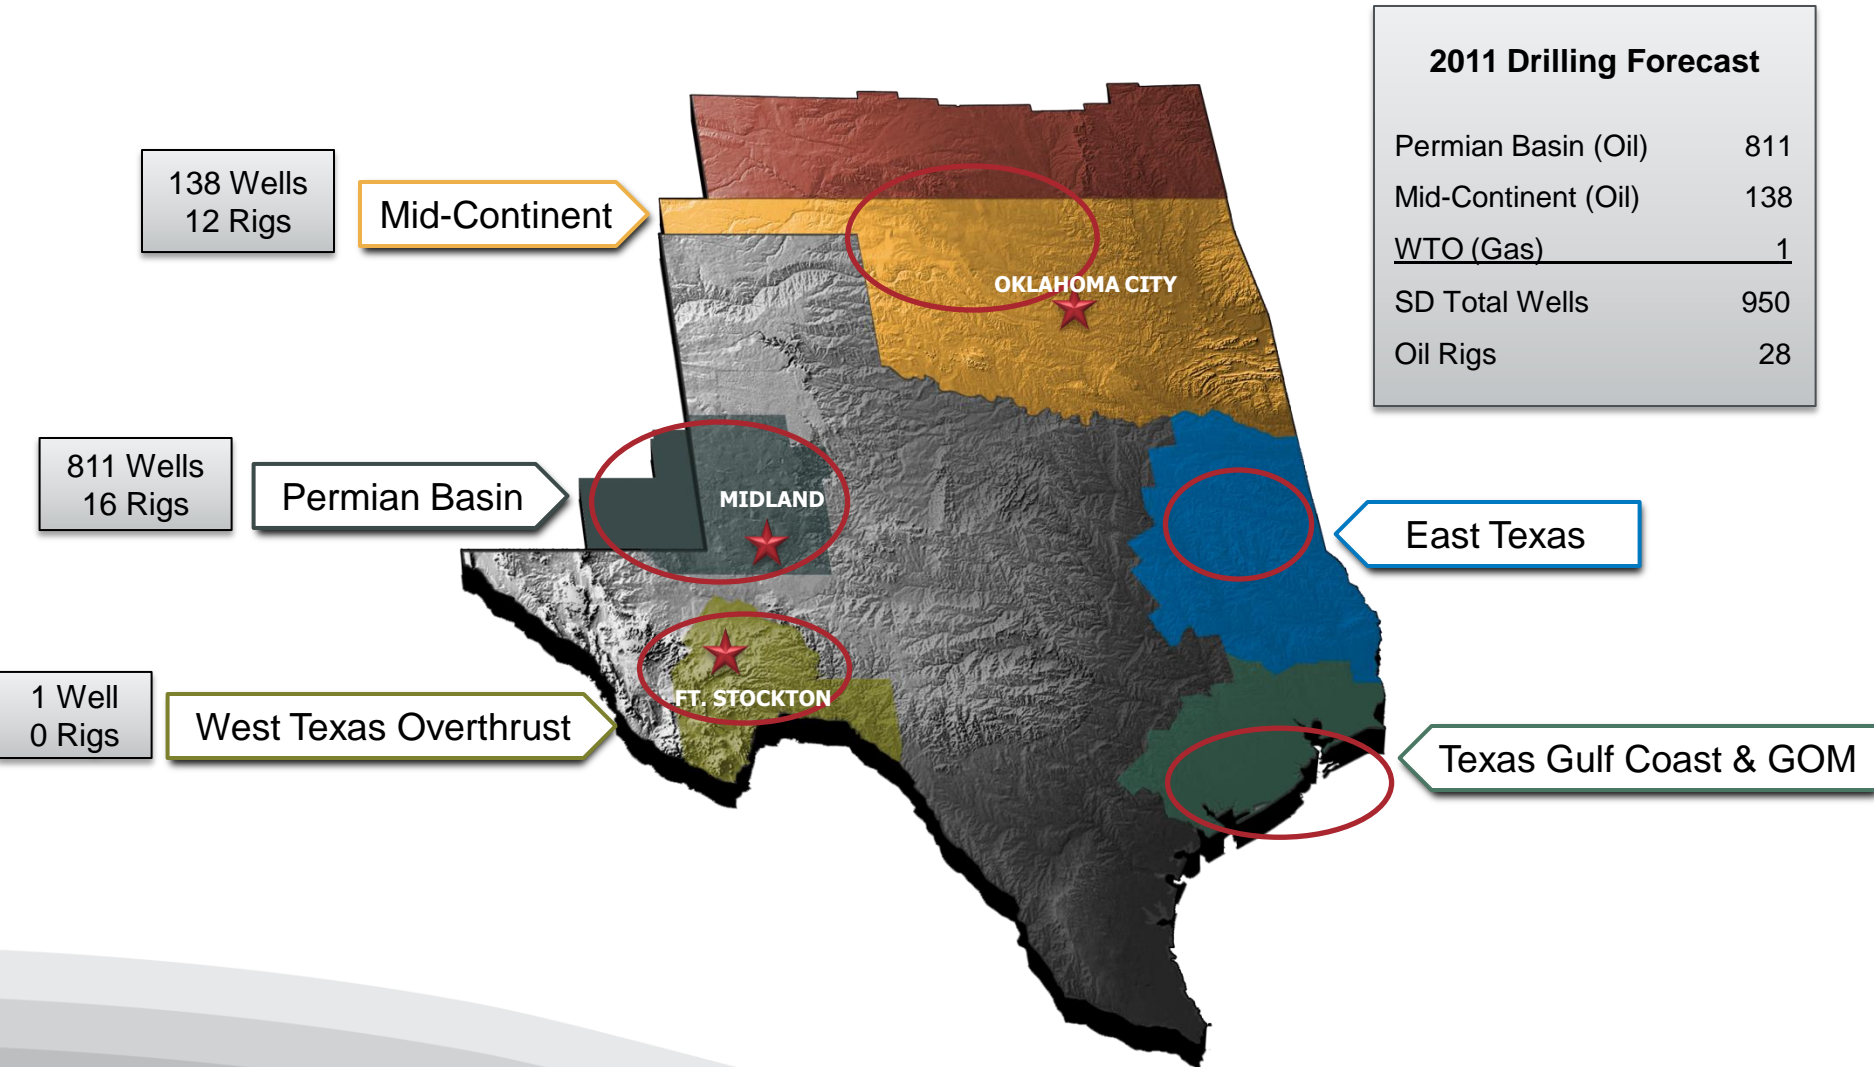 2011 Drilling Forecast
Permian Basin (Oil) 811
Mid-Continent (Oil) 138
WTO (Gas) 1
SD Total Wells 950
Oil Rigs 28
138 Wells
12 Rigs
Mid-Continent
OKLAHOMA CITY
811 Wells
16 Rigs
Permian Basin
MIDLAND
East Texas
1 Well
0 Rigs
West Texas Overthrust
FT. STOCKTON
Texas Gulf Coast & GOM